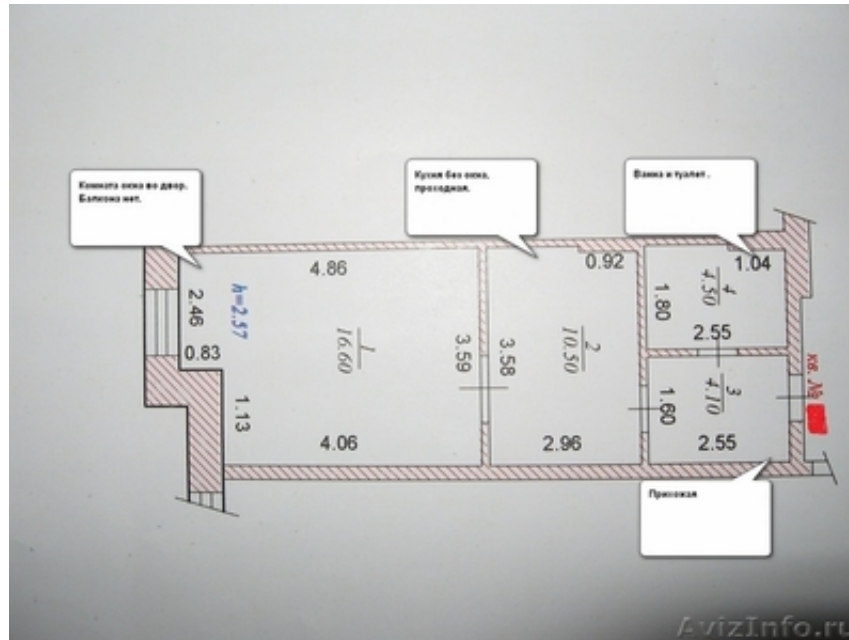 Комната окна во двор.
Балкона нет.
Кухня без окна.
проходная.
Ванна и туалет .
4.86
0.92
1.04
2.46
h=2.57
1
16.60
3.59
3.58
2
10.50
1.80
4
4.50
2.55
0.83
1.13
4.06
2.96
1.60
3
4.10
2.55
кв. №
Прихожая
AvizInfo.ru